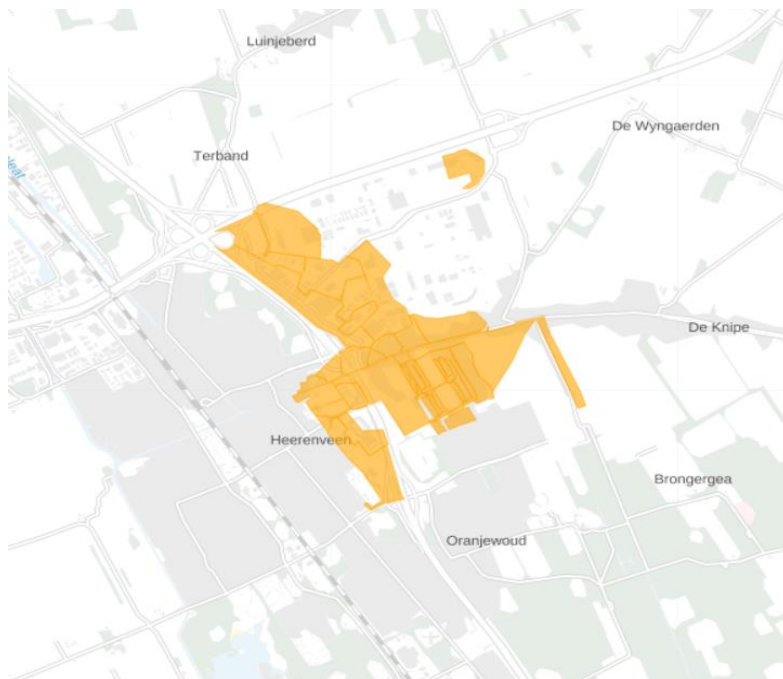 Luinjeberd
De Wyngaerden
Terband
De Knipe
Heerenveen
Brongergea
Oranjewoud